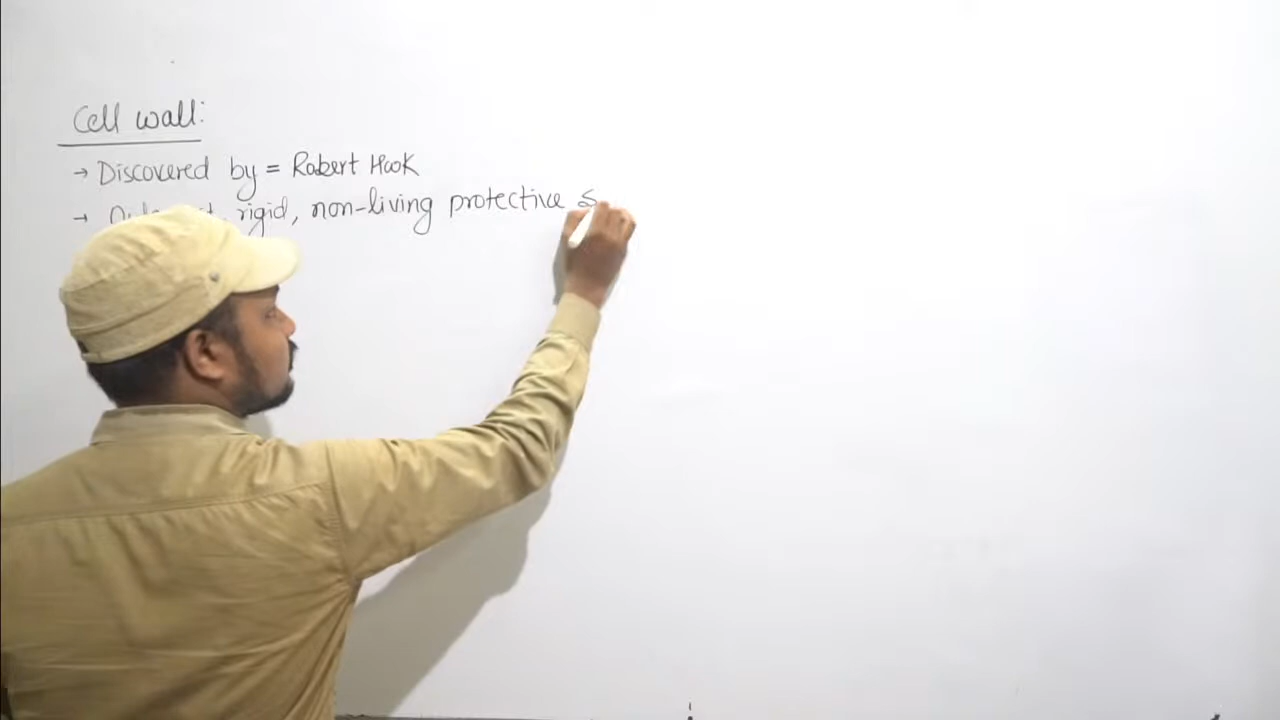 Cell wall:
→ Discovered by = Robert Hook
→ rigid, non-living protective s